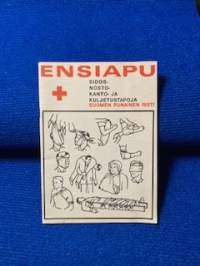 ENSIAPU
SIDOS-
NOSTO-
KANTO- JA
KULJETUSTAPOJA
SUOMEN PUNAINEN RISTI